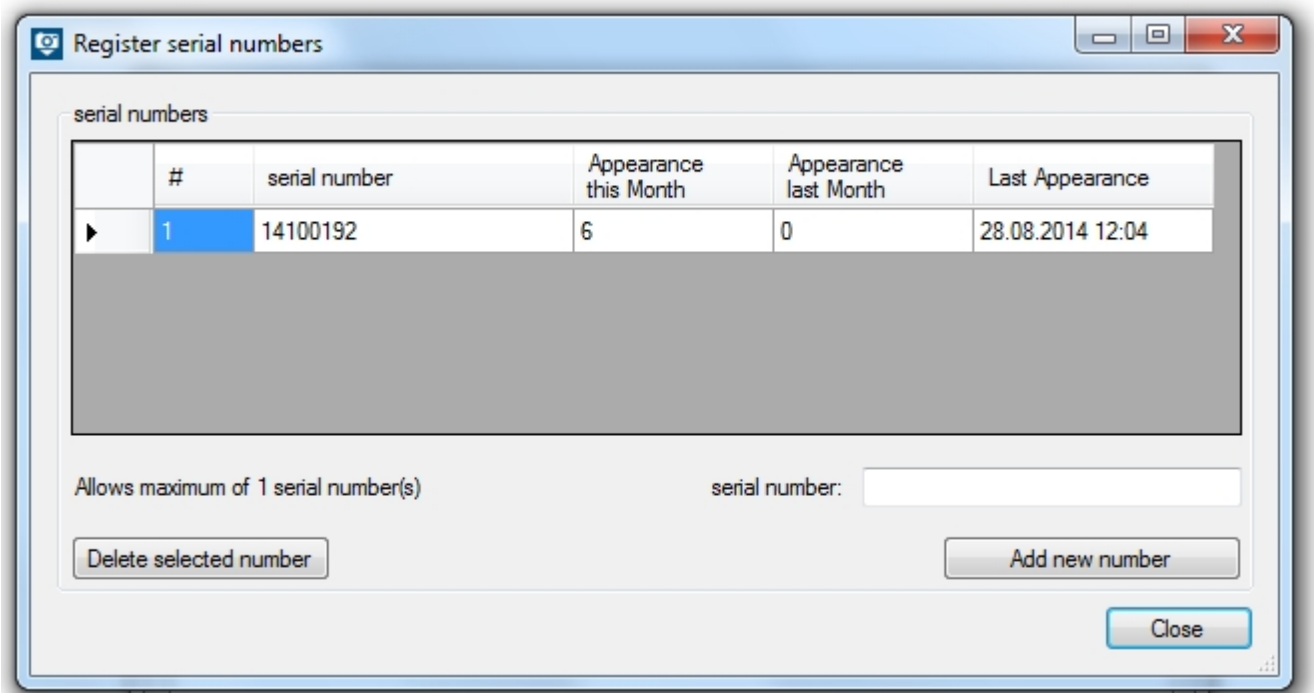 Register serial numbers
serial numbers
# serial number Appearance this Month Appearance last Month Last Appearance
1 14100192 6 0 28.08.2014 12:04
Allows maximum of 1 serial number(s) serial number:
Delete selected number Add new number
Close